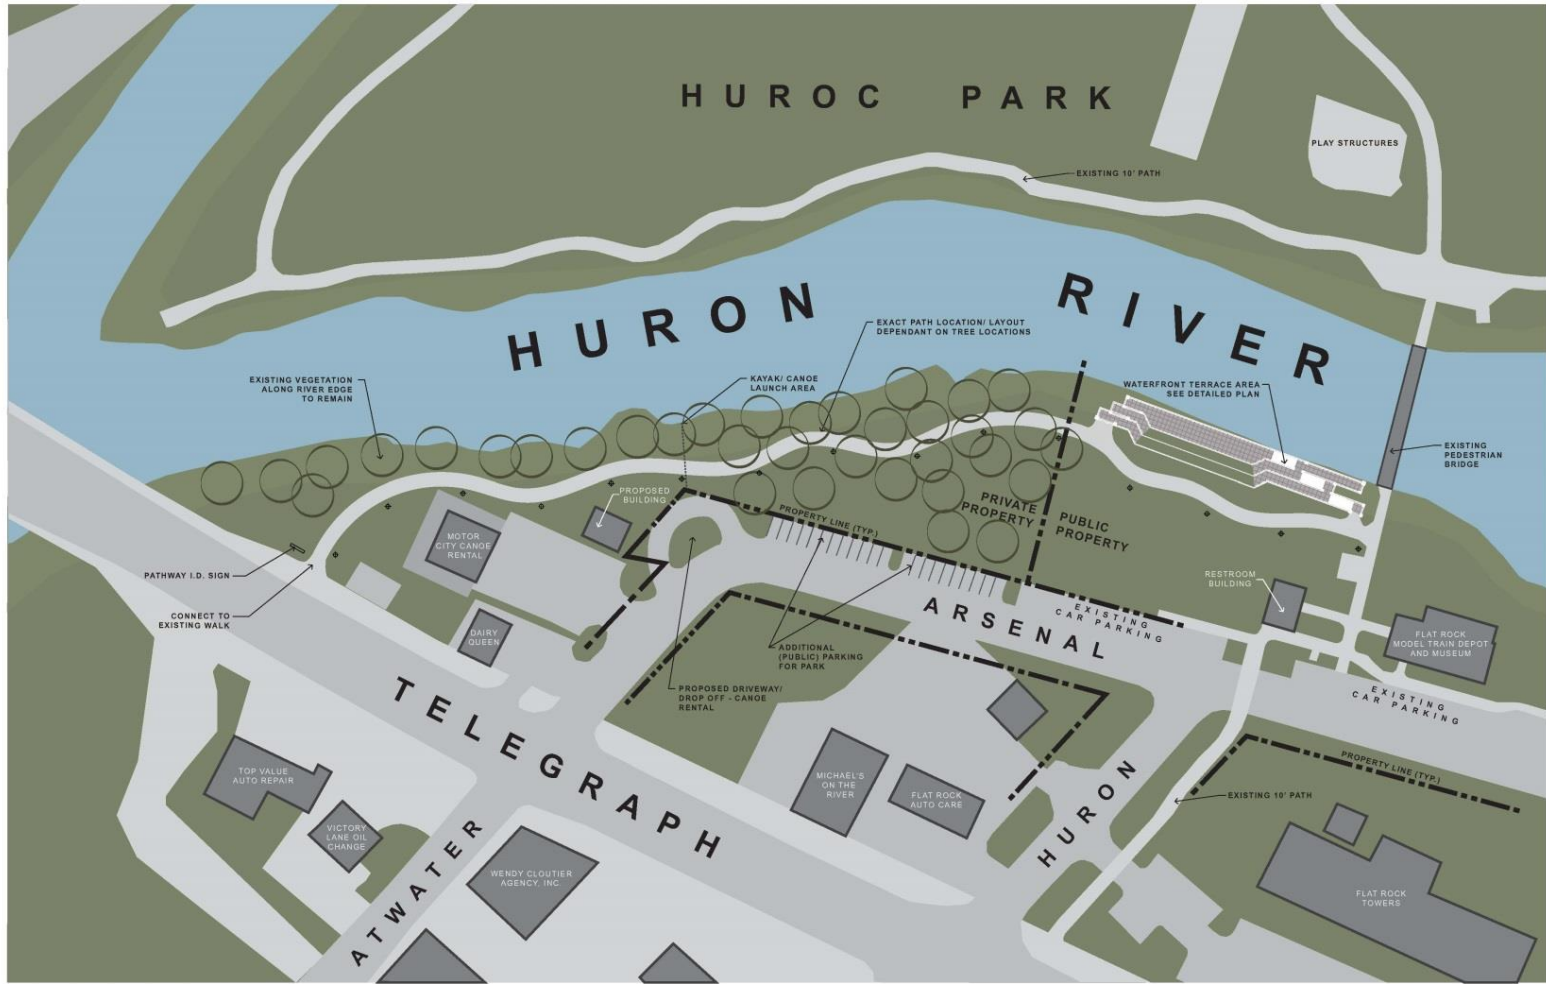 HUROC PARK
PLAY STRUCTURES
EXISTING 10' PATH
HURON RIVER
EXACT PATH LOCATION/ LAYOUT
DEPENDANT ON TREE LOCATIONS
EXISTING VEGETATION
ALONG RIVER EDGE
TO REMAIN
KAYAK/ CANOE
LAUNCH AREA
WATERFRONT TERRACE AREA
SEE DETAILED PLAN
EXISTING
PEDESTRIAN
BRIDGE
PROPOSED
BUILDING
PRIVATE
PROPERTY
PUBLIC
PROPERTY
PROPERTY LINE (TYP.)
MOTOR
CITY CANOE
RENTAL
PATHWAY I.D. SIGN
CONNECT TO
EXISTING WALK
DAIRY
QUEEN
RESTROOM
BUILDING
ARSENAL
EXISTING
CAR PARKING
FLAT ROCK
MODEL TRAIN DEPOT
AND MUSEUM
ADDITIONAL
(PUBLIC) PARKING
FOR PARK
PROPOSED DRIVEWAY/
DROP OFF - CANOE
RENTAL
EXISTING
CAR PARKING
TELEGRAPH
PROPERTY LINE (TYP.)
TOP VALUE
AUTO REPAIR
MICHAEL'S
ON THE
RIVER
FLAT ROCK
AUTO CARE
HURON
EXISTING 10' PATH
VICTORY
LANE OIL
CHANGE
ATWATER
WENDY CLOUTIER
AGENCY, INC.
FLAT ROCK
TOWERS